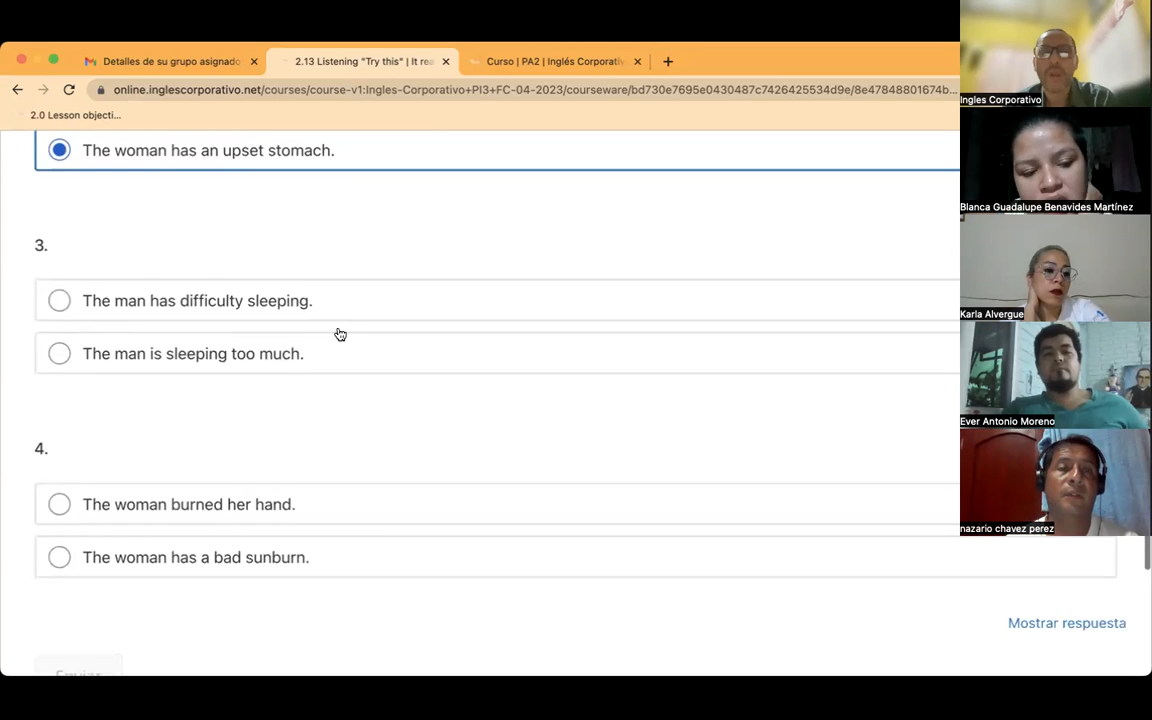 Detalles de su grupo asignado
2.13 Listening "Try this" | It rea
Curso | PA2 | Inglés Corporati
online.inglescorporativo.net/courses/course-v1:Ingles-Corporativo+PI3+FC-04-2023/courseware/bd730e7695e0430487c7426425534d9e/8e47848801674b...
2.0 Lesson objecti...
The woman has an upset stomach.
3.
The man has difficulty sleeping.
The man is sleeping too much.
4.
The woman burned her hand.
The woman has a bad sunburn.
Mostrar respuesta
Enviar
Ingles Corporativo
Blanca Guadalupe Benavides Martínez
Karla Alvergue
Ever Antonio Moreno
nazario chavez perez